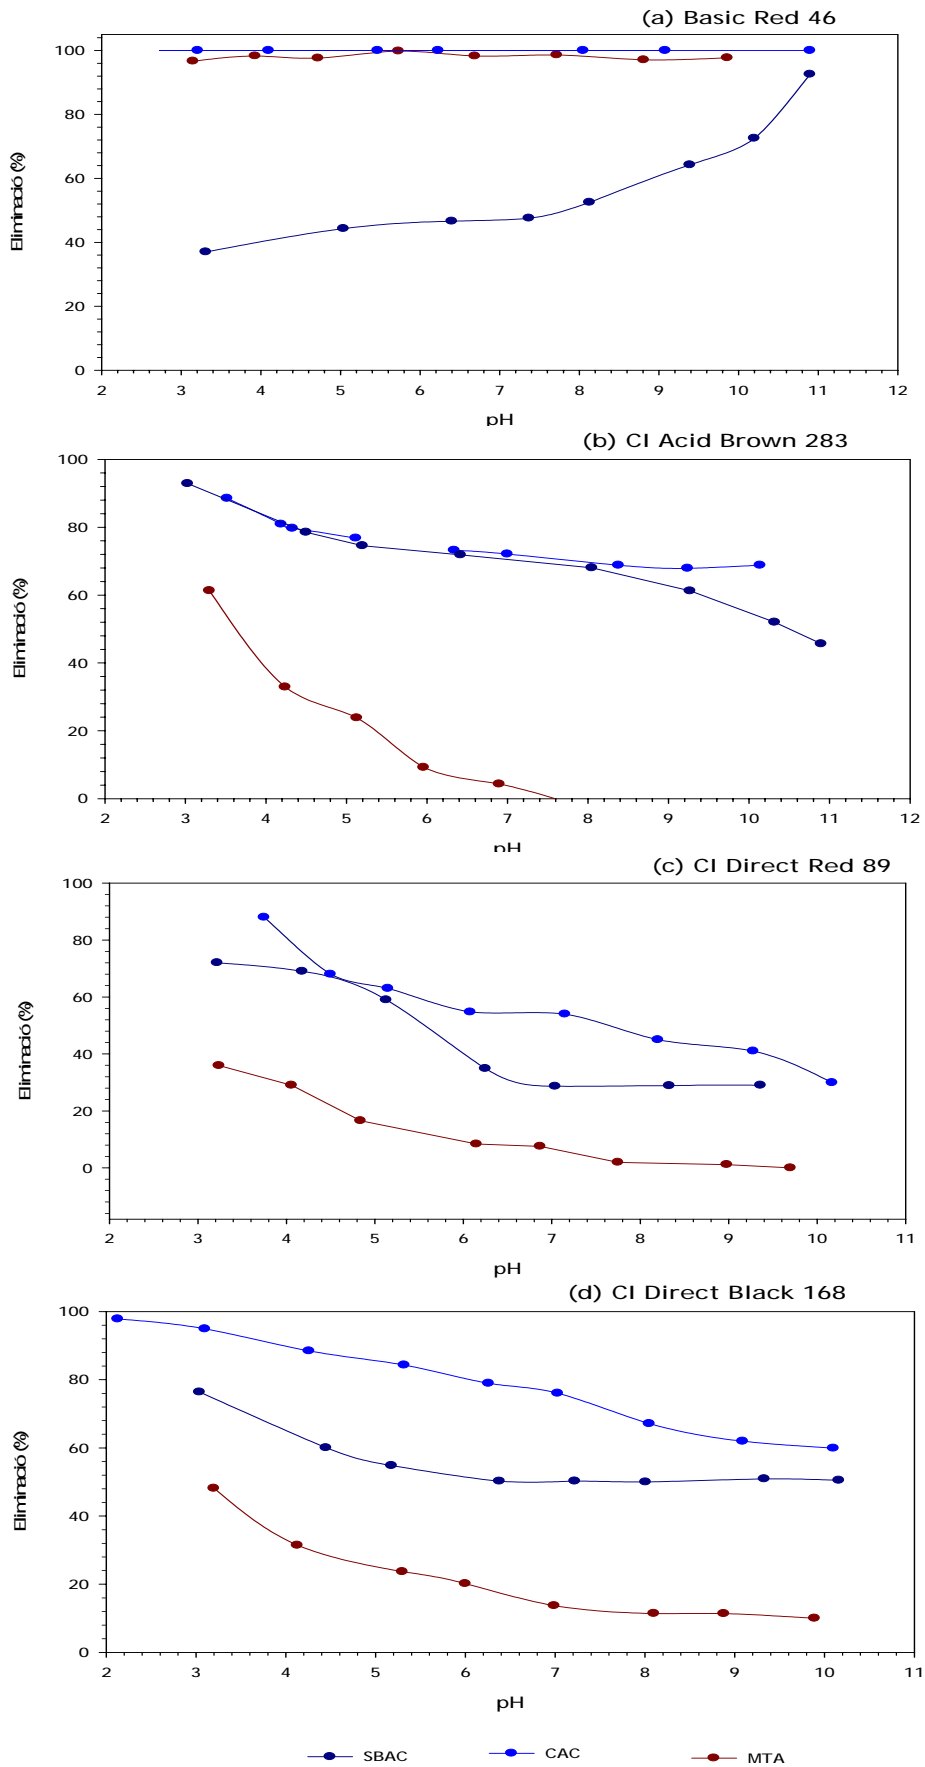 (a) Basic Red 46
100
80
60
40
20
0
Eliminació (%)
2 3 4 5 6 7 8 9 10 11 12
pH
(b) CI Acid Brown 283
100
80
60
40
20
0
Eliminació (%)
2 3 4 5 6 7 8 9 10 11 12
pH
(c) CI Direct Red 89
100
80
60
40
20
0
Eliminació (%)
2 3 4 5 6 7 8 9 10 11
pH
(d) CI Direct Black 168
100
80
60
40
20
0
Eliminació (%)
2 3 4 5 6 7 8 9 10 11
pH
SBAC CAC MTA